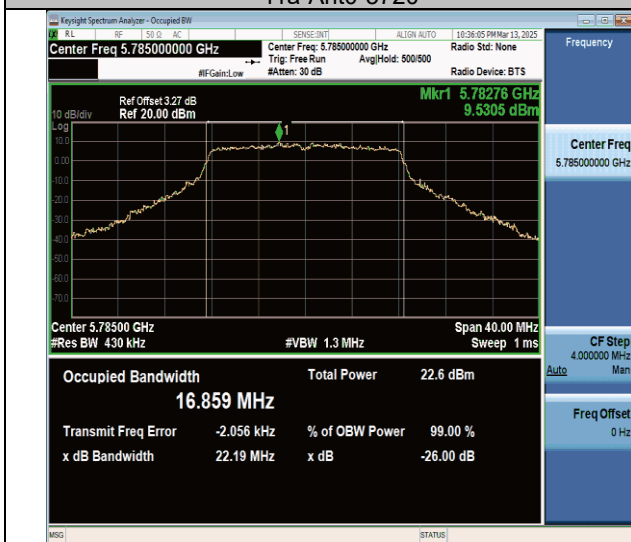 Keysight Spectrum Analyzer - Occupied BW
RL RF 50 Ω AC SENSE:INT ALIGN AUTO 10:36:05 PM Mar 13, 2025
Center Freq 5.785000000 GHz
Center Freq: 5.785000000 GHz Radio Std: None
Trig: Free Run Avg|Hold: 500/500
#IFGain:Low #Atten: 30 dB Radio Device: BTS
Frequency
Ref Offset 3.27 dB
10 dB/div Ref 20.00 dBm
Mkr1 5.78276 GHz
9.5305 dBm
Log
1
10.0
0.00
-10.0
-20.0
-30.0
-40.0
-50.0
-60.0
-70.0
Center 5.78500 GHz Span 40.00 MHz
#Res BW 430 kHz #VBW 1.3 MHz Sweep 1 ms
Occupied Bandwidth Total Power 22.6 dBm
16.859 MHz
Transmit Freq Error -2.056 kHz % of OBW Power 99.00 %
x dB Bandwidth 22.19 MHz x dB -26.00 dB
Center Freq
5.785000000 GHz
CF Step
4.000000 MHz
Auto Man
Freq Offset
0 Hz
MSG STATUS